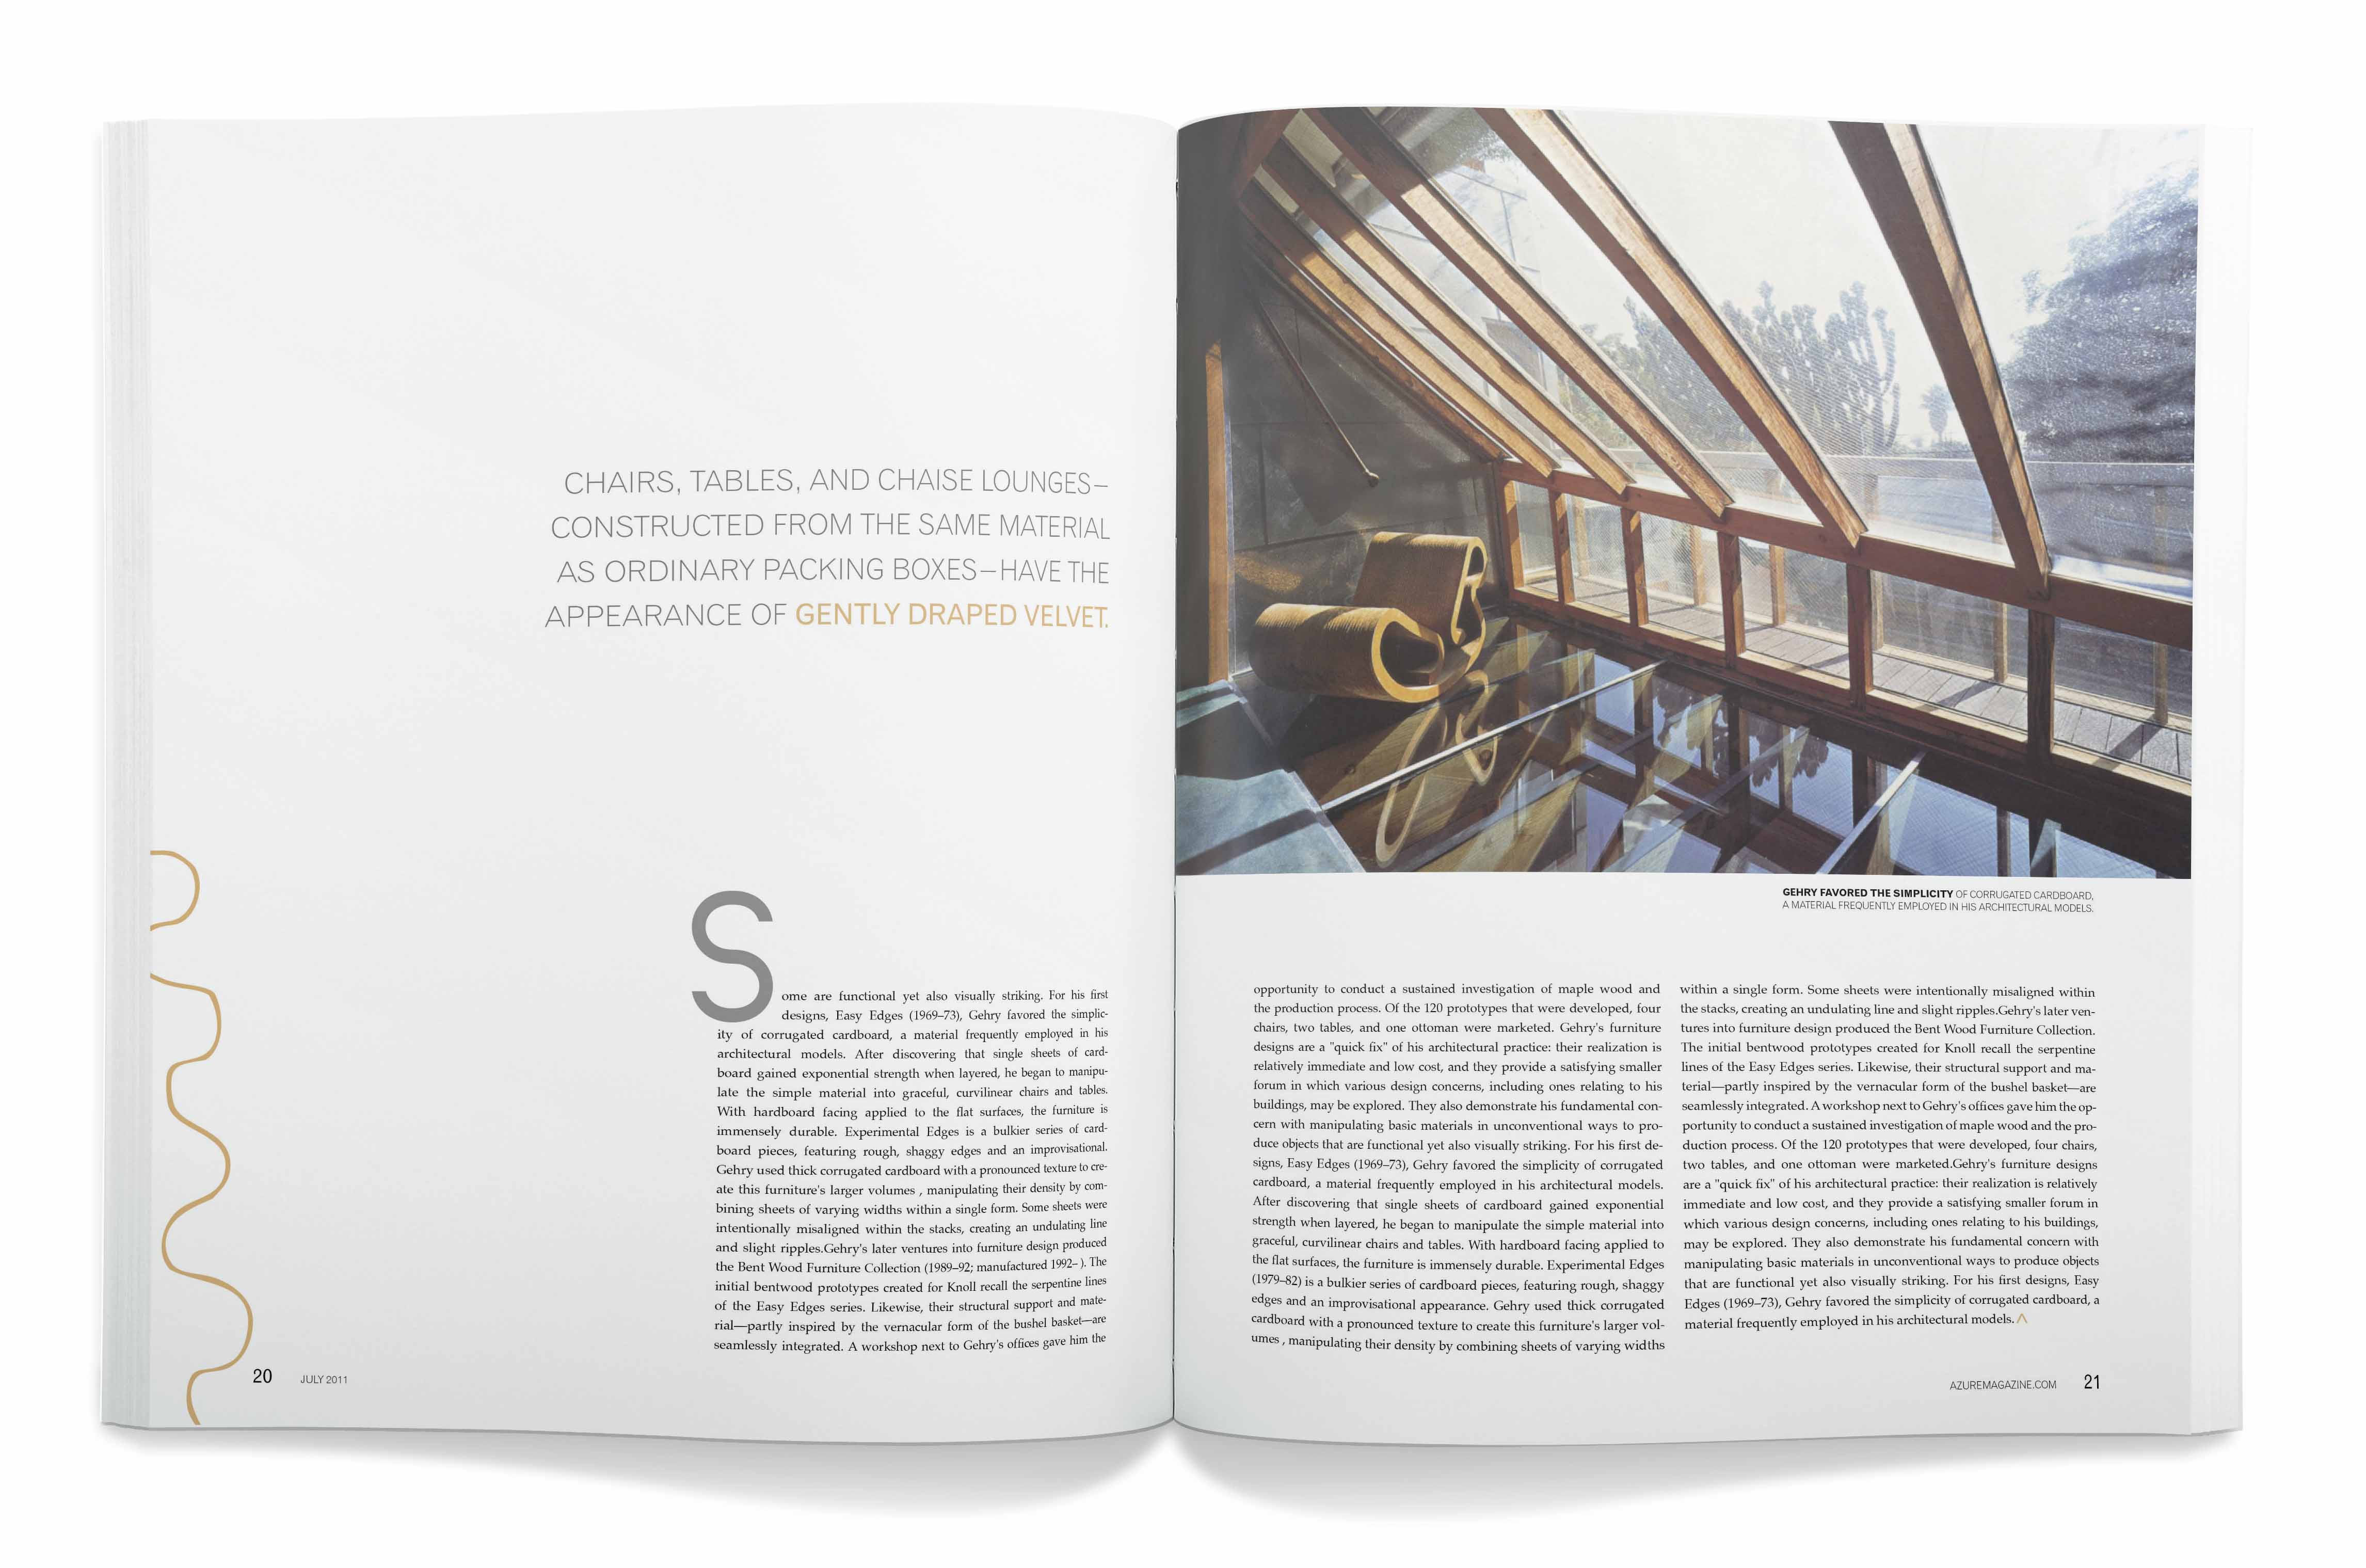 CHAIRS, TABLES, AND CHAISE LOUNGES–
CONSTRUCTED FROM THE SAME MATERIAL
AS ORDINARY PACKING BOXES–HAVE THE
APPEARANCE OF GENTLY DRAPED VELVET.
Some are functional yet also visually striking. For his first
designs, Easy Edges (1969–73), Gehry favored the simplic-
ity of corrugated cardboard, a material frequently employed in his
architectural models. After discovering that single sheets of card-
board gained exponential strength when layered, he began to manipu-
late the simple material into graceful, curvilinear chairs and tables.
With hardboard facing applied to the flat surfaces, the furniture is
immensely durable. Experimental Edges is a bulkier series of card-
board pieces, featuring rough, shaggy edges and an improvisational.
Gehry used thick corrugated cardboard with a pronounced texture to cre-
ate this furniture's larger volumes , manipulating their density by com-
bining sheets of varying widths within a single form. Some sheets were
intentionally misaligned within the stacks, creating an undulating line
and slight ripples.Gehry's later ventures into furniture design produced
the Bent Wood Furniture Collection (1989–92; manufactured 1992– ). The
initial bentwood prototypes created for Knoll recall the serpentine lines
of the Easy Edges series. Likewise, their structural support and mate-
rial—partly inspired by the vernacular form of the bushel basket—are
seamlessly integrated. A workshop next to Gehry's offices gave him the
20 JULY 2011
GEHRY FAVORED THE SIMPLICITY OF CORRUGATED CARDBOARD,
A MATERIAL FREQUENTLY EMPLOYED IN HIS ARCHITECTURAL MODELS.
opportunity to conduct a sustained investigation of maple wood and
the production process. Of the 120 prototypes that were developed, four
chairs, two tables, and one ottoman were marketed. Gehry's furniture
designs are a "quick fix" of his architectural practice: their realization is
relatively immediate and low cost, and they provide a satisfying smaller
forum in which various design concerns, including ones relating to his
buildings, may be explored. They also demonstrate his fundamental con-
cern with manipulating basic materials in unconventional ways to pro-
duce objects that are functional yet also visually striking. For his first de-
signs, Easy Edges (1969–73), Gehry favored the simplicity of corrugated
cardboard, a material frequently employed in his architectural models.
After discovering that single sheets of cardboard gained exponential
strength when layered, he began to manipulate the simple material into
graceful, curvilinear chairs and tables. With hardboard facing applied to
the flat surfaces, the furniture is immensely durable. Experimental Edges
(1979–82) is a bulkier series of cardboard pieces, featuring rough, shaggy
edges and an improvisational appearance. Gehry used thick corrugated
cardboard with a pronounced texture to create this furniture's larger vol-
umes , manipulating their density by combining sheets of varying widths
within a single form. Some sheets were intentionally misaligned within
the stacks, creating an undulating line and slight ripples.Gehry's later ven-
tures into furniture design produced the Bent Wood Furniture Collection.
The initial bentwood prototypes created for Knoll recall the serpentine
lines of the Easy Edges series. Likewise, their structural support and ma-
terial—partly inspired by the vernacular form of the bushel basket—are
seamlessly integrated. A workshop next to Gehry's offices gave him the op-
portunity to conduct a sustained investigation of maple wood and the pro-
duction process. Of the 120 prototypes that were developed, four chairs,
two tables, and one ottoman were marketed.Gehry's furniture designs
are a "quick fix" of his architectural practice: their realization is relatively
immediate and low cost, and they provide a satisfying smaller forum in
which various design concerns, including ones relating to his buildings,
may be explored. They also demonstrate his fundamental concern with
manipulating basic materials in unconventional ways to produce objects
that are functional yet also visually striking. For his first designs, Easy
Edges (1969–73), Gehry favored the simplicity of corrugated cardboard, a
material frequently employed in his architectural models.
AZUREMAGAZINE.COM 21